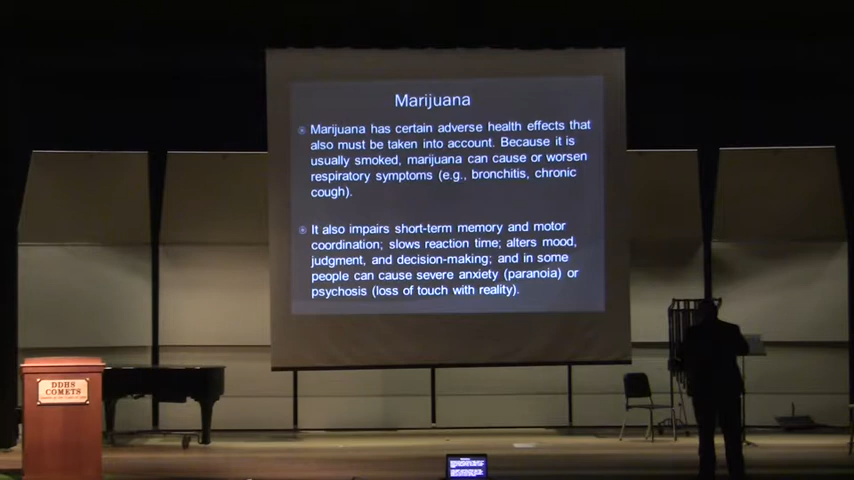 Marijuana
Marijuana has certain adverse health effects that
also must be taken into account. Because it is
usually smoked, marijuana can cause or worsen
respiratory symptoms (e.g., bronchitis, chronic
cough).
It also impairs short-term memory and motor
coordination; slows reaction time; alters mood,
judgment, and decision-making; and in some
people can cause severe anxiety (paranoia) or
psychosis (loss of touch with reality).
DDHS
COMETS